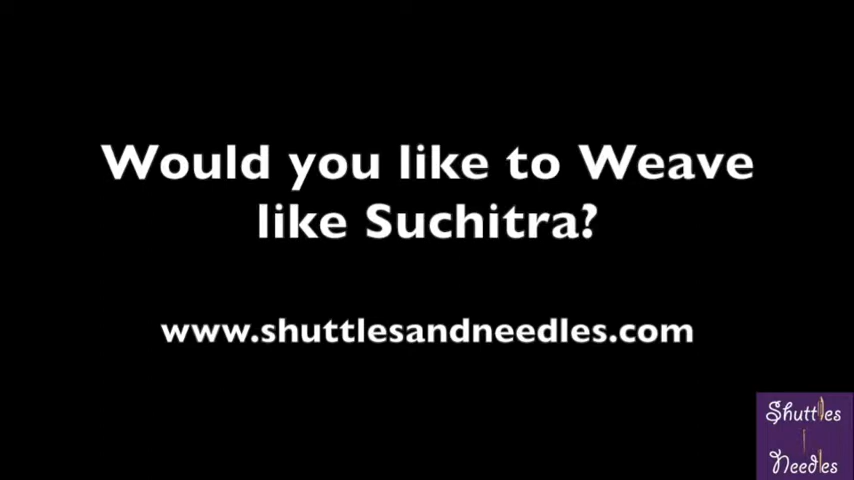 Would you like to Weave
like Suchitra?
www.shuttlesandneedles.com
Shuttles
Needles